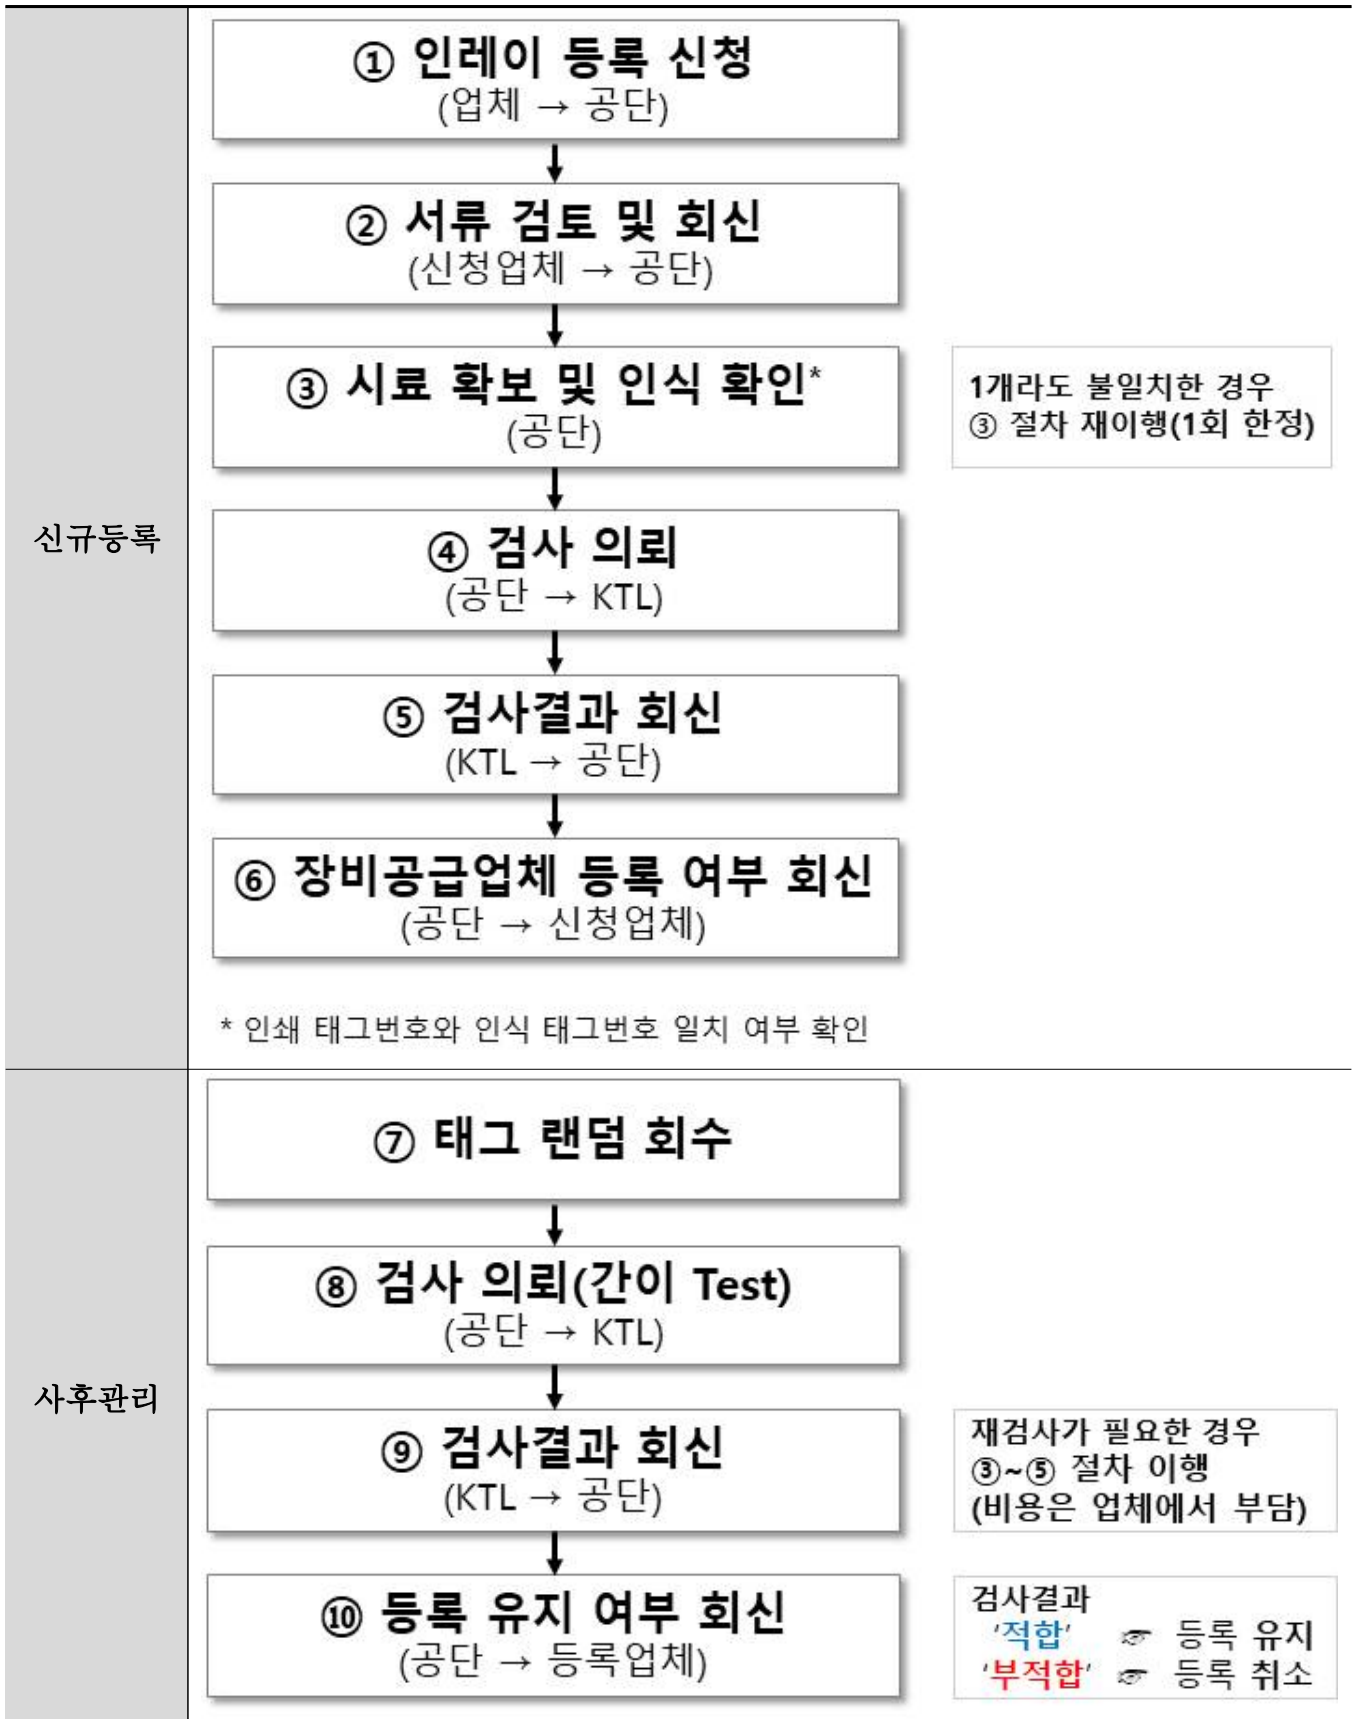 신규등록
① 인레이 등록 신청
(업체 → 공단)
② 서류 검토 및 회신
(신청업체 → 공단)
③ 시료 확보 및 인식 확인*
(공단)
1개라도 불일치한 경우
③ 절차 재이행(1회 한정)
④ 검사 의뢰
(공단 → KTL)
⑤ 검사결과 회신
(KTL → 공단)
⑥ 장비공급업체 등록 여부 회신
(공단 → 신청업체)
* 인쇄 태그번호와 인식 태그번호 일치 여부 확인
사후관리
⑦ 태그 랜덤 회수
⑧ 검사 의뢰(간이 Test)
(공단 → KTL)
⑨ 검사결과 회신
(KTL → 공단)
재검사가 필요한 경우
③~⑤ 절차 이행
(비용은 업체에서 부담)
⑩ 등록 유지 여부 회신
(공단 → 등록업체)
검사결과
'적합' ☞ 등록 유지
'부적합' ☞ 등록 취소